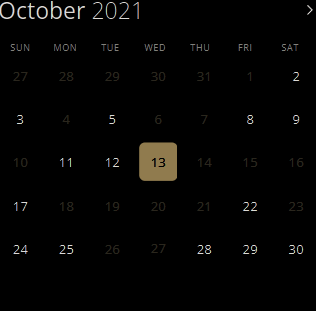 October 2021
SUN MON TUE WED THU FRI SAT
27 28 29 30 31 1 2
3 4 5 6 7 8 9
10 11 12 13 14 15 16
17 18 19 20 21 22 23
24 25 26 27 28 29 30